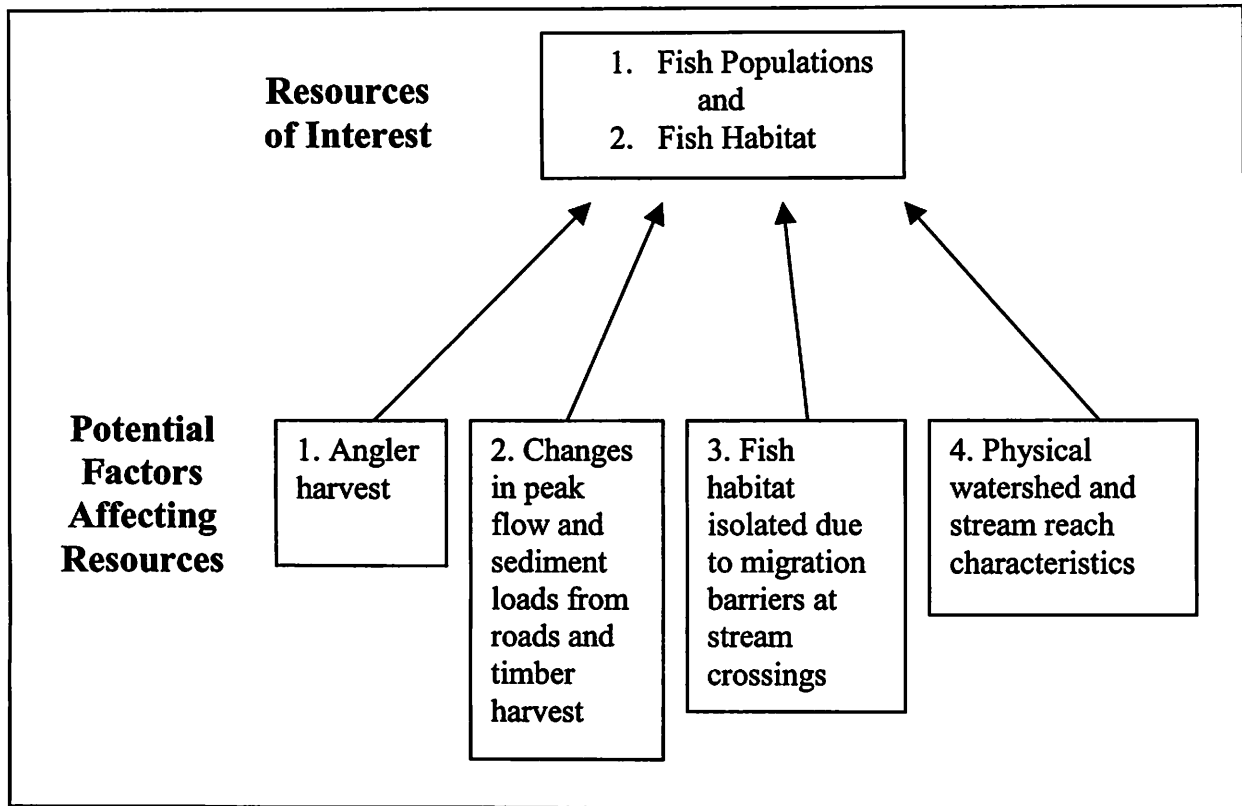 Resources
of Interest
1. Fish Populations
and
2. Fish Habitat
Potential
Factors
Affecting
Resources
1. Angler
harvest
2. Changes
in peak
flow and
sediment
loads from
roads and
timber
harvest
3. Fish
habitat
isolated due
to migration
barriers at
stream
crossings
4. Physical
watershed and
stream reach
characteristics